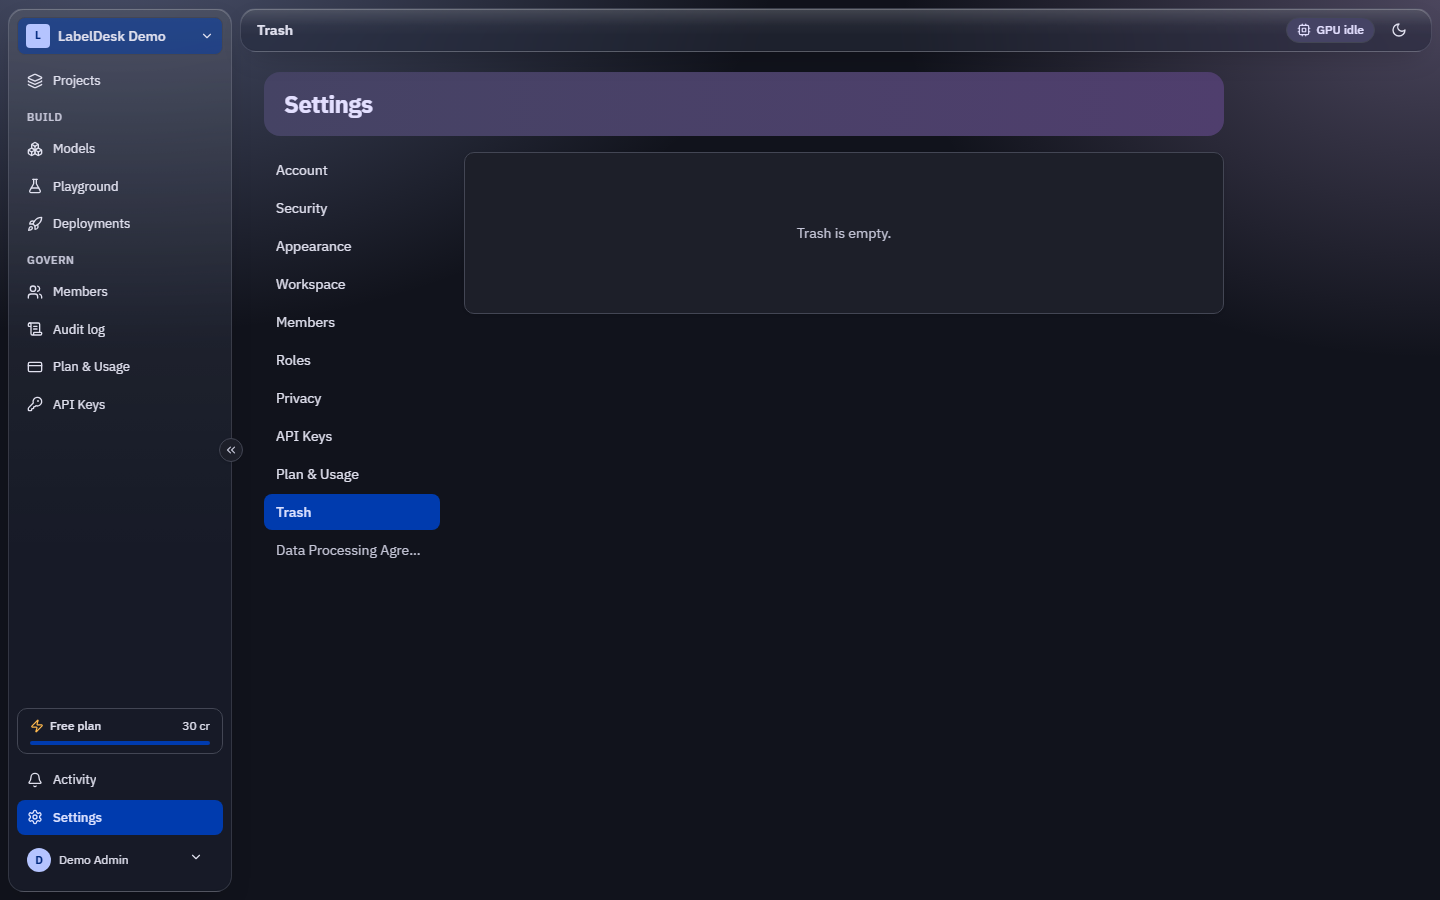 L LabelDesk Demo
Projects
BUILD
Models
Playground
Deployments
GOVERN
Members
Audit log
Plan & Usage
API Keys
Free plan 30 cr
Activity
Settings
D Demo Admin
Trash
GPU idle
Settings
Account
Security
Appearance
Workspace
Members
Roles
Privacy
API Keys
Plan & Usage
Trash
Data Processing Agre...
Trash is empty.